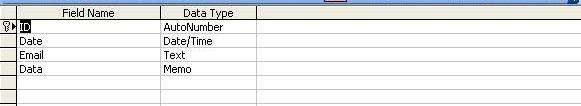 Field Name Data Type
ID AutoNumber
Date Date/Time
Email Text
Data Memo